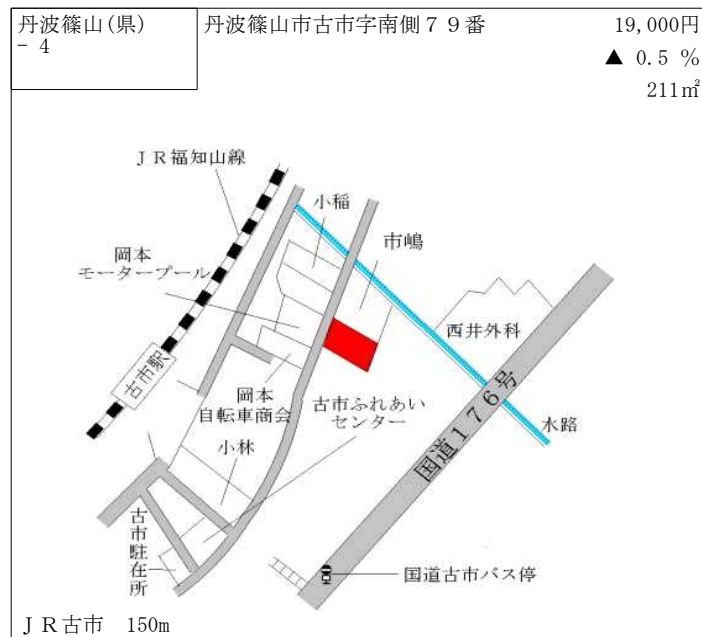 丹波篠山(県)
－4
丹波篠山市古市字南側７９番
19,000円
▲ 0.5 %
211㎡
ＪＲ福知山線
小稲
市嶋
岡本
モータープール
西井外科
古市駅
岡本
自転車商会
古市ふれあい
センター
水路
国道１７６号
小林
古市駐在所
国道古市バス停
ＪＲ古市　150m